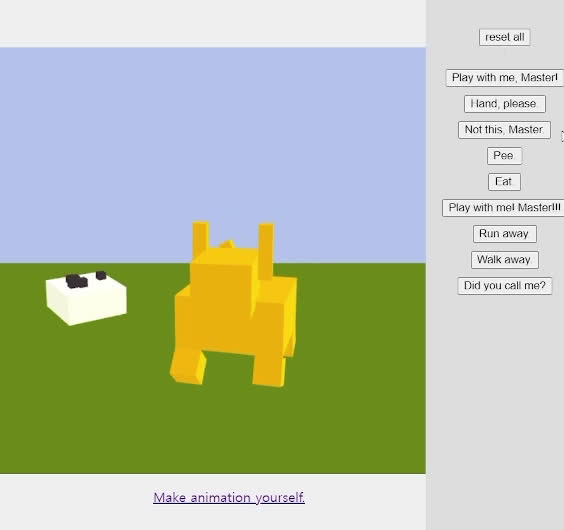 reset all
Play with me, Master!
Hand, please.
Not this, Master.
Pee.
Eat.
Play with me! Master!!!
Run away.
Walk away.
Did you call me?
Make animation yourself.